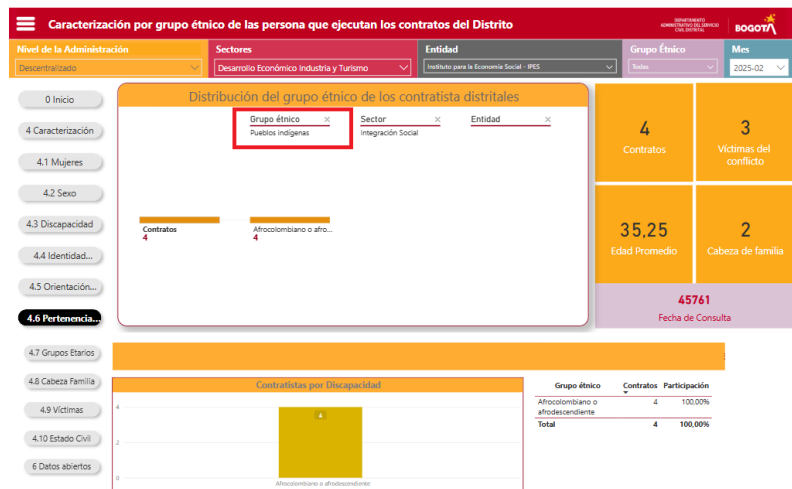 Caracterización por grupo étnico de las persona que ejecutan los contratos del Distrito
DEPARTAMENTO
ADMINISTRATIVO DEL SERVICIO
CIVIL DISTRITAL
BOGOTÁ
Nivel de la Administración
Sectores
Entidad
Grupo Étnico
Mes
Descentralizado
Desarrollo Económico Industria y Turismo
Instituto para la Economía Social - IPES
Todas
2025-02
0 Inicio
4 Caracterización
4.1 Mujeres
4.2 Sexo
4.3 Discapacidad
4.4 Identidad...
4.5 Orientación...
4.6 Pertenencia...
4.7 Grupos Etarios
4.8 Cabeza Familia
4.9 Víctimas
4.10 Estado Civil
6 Datos abiertos
Distribución del grupo étnico de los contratista distritales
Grupo étnico
Sector
Entidad
Pueblos indígenas
Integración Social
Contratos
4
Afrocolombiano o afro...
4
4
Contratos
3
Víctimas del
conflicto
35,25
Edad Promedio
2
Cabeza de familia
45761
Fecha de Consulta
Contratistas por Discapacidad
4
2
0
4
Afrocolombiano o afrodescendiente
Grupo étnico Contratos Participación
Afrocolombiano o
afrodescendiente 4 100,00%
Total 4 100,00%